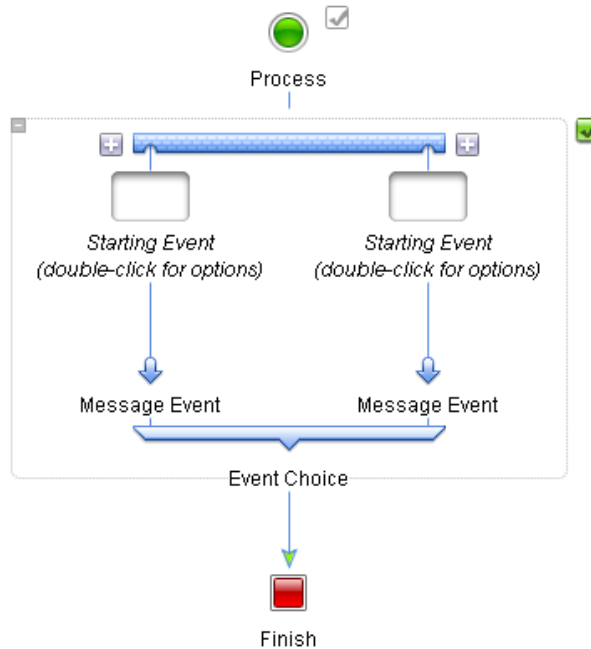 Process
Starting Event
(double-click for options)
Starting Event
(double-click for options)
Message Event
Message Event
Event Choice
Finish